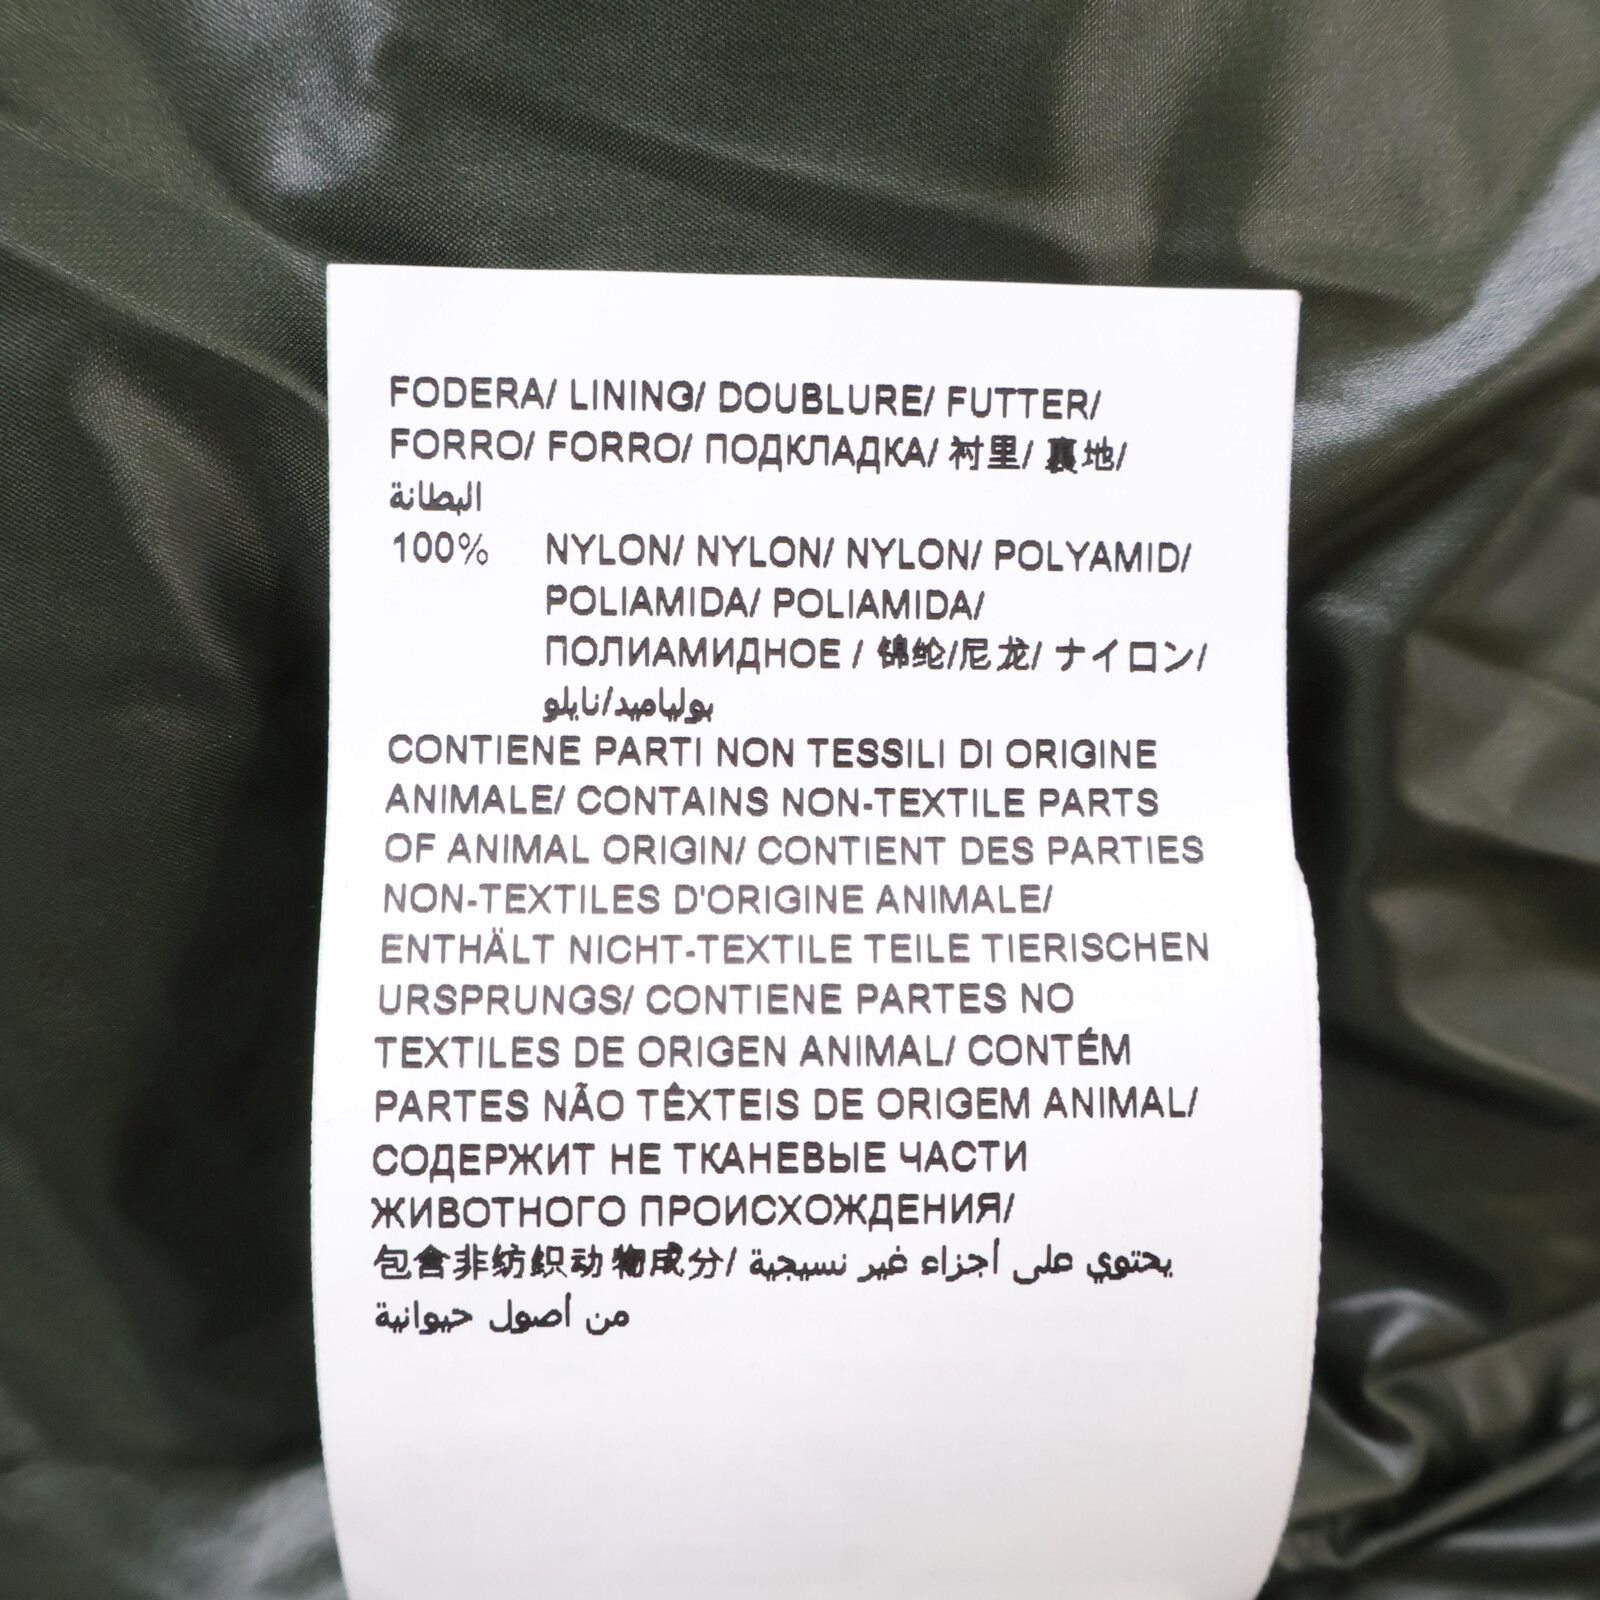 FODERA/ LINING/ DOUBLURE/ FUTTER/
FORRO/ FORRO/ ПОДКЛАДКА/ 衬里/ 裏地/
البطانة
100% NYLON/ NYLON/ NYLON/ POLYAMID/
POLIAMIDA/ POLIAMIDA/
ПОЛИАМИДНОЕ / 锦纶/尼龙/ ナイロン/
بولياميد/نايلو
CONTIENE PARTI NON TESSILI DI ORIGINE
ANIMALE/ CONTAINS NON-TEXTILE PARTS
OF ANIMAL ORIGIN/ CONTIENT DES PARTIES
NON-TEXTILES D'ORIGINE ANIMALE/
ENTHÄLT NICHT-TEXTILE TEILE TIERISCHEN
URSPRUNGS/ CONTIENE PARTES NO
TEXTILES DE ORIGEN ANIMAL/ CONTÉM
PARTES NÃO TÊXTEIS DE ORIGEM ANIMAL/
СОДЕРЖИТ НЕ ТКАНЕВЫЕ ЧАСТИ
ЖИВОТНОГО ПРОИСХОЖДЕНИЯ/
包含非纺织动物成分/ يحتوي على أجزاء غير نسيجية
من أصول حيوانية